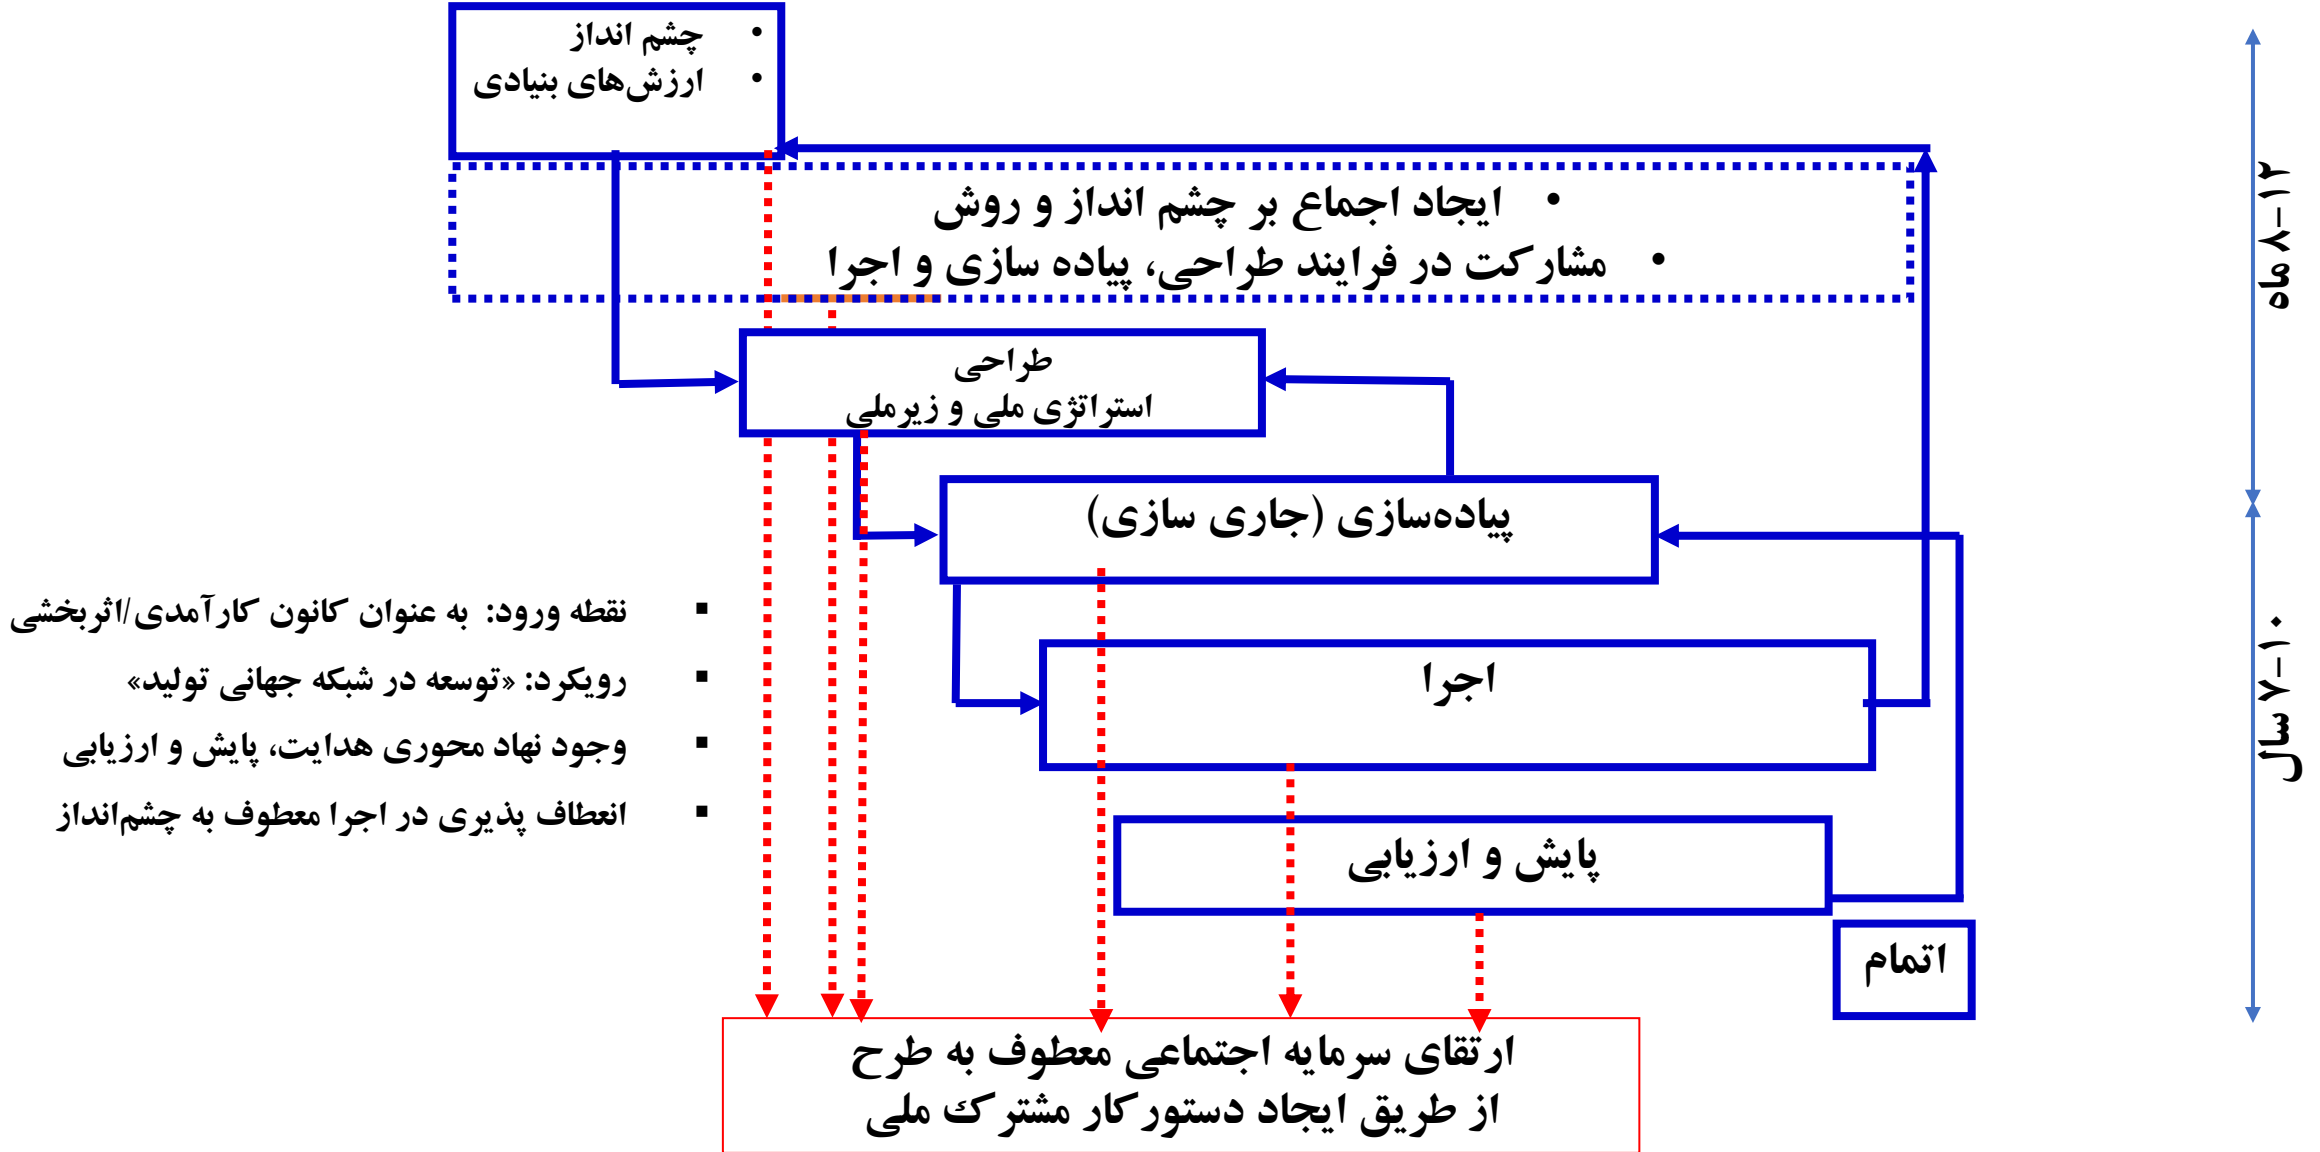 • چشم انداز
• ارزش‌های بنیادی
• ایجاد اجماع بر چشم انداز و روش
• مشارکت در فرایند طراحی، پیاده سازی و اجرا
طراحی
استراتژی ملی و زیرملی
پیاده‌سازی (جاری سازی)
اجرا
پایش و ارزیابی
اتمام
▪ نقطه ورود: به عنوان کانون کارآمدی/اثربخشی
▪ رویکرد: «توسعه در شبکه جهانی تولید»
▪ وجود نهاد محوری هدایت، پایش و ارزیابی
▪ انعطاف پذیری در اجرا معطوف به چشم‌انداز
ارتقای سرمایه اجتماعی معطوف به طرح
از طریق ایجاد دستورکار مشترک ملی
۸-۱۲ ماه
۷-۱۰ سال